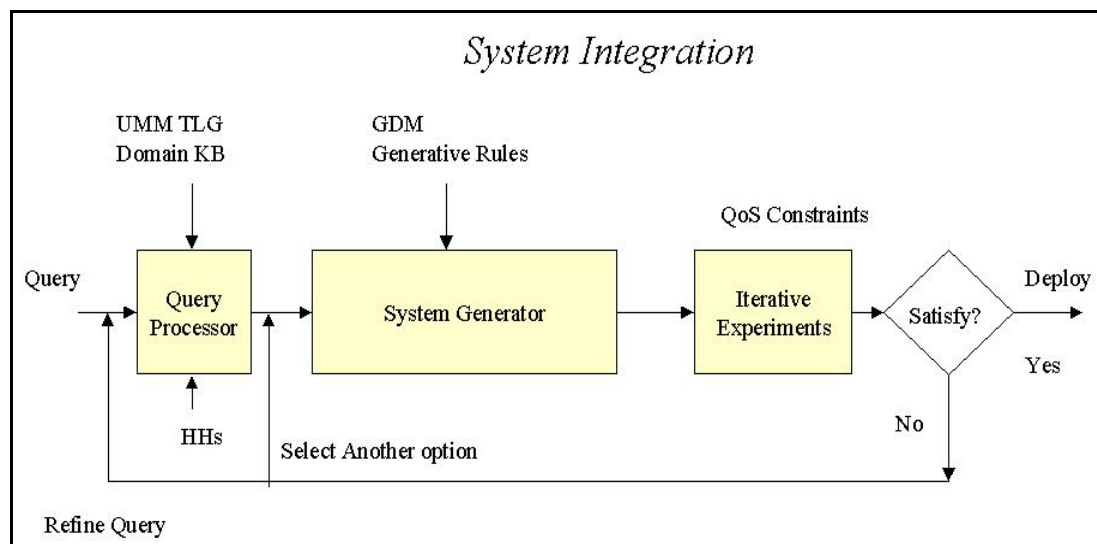 System Integration
UMM TLG
Domain KB
GDM
Generative Rules
QoS Constraints
Query
Query
Processor
System Generator
Iterative
Experiments
Satisfy?
Deploy
Yes
HHs
Select Another option
No
Refine Query